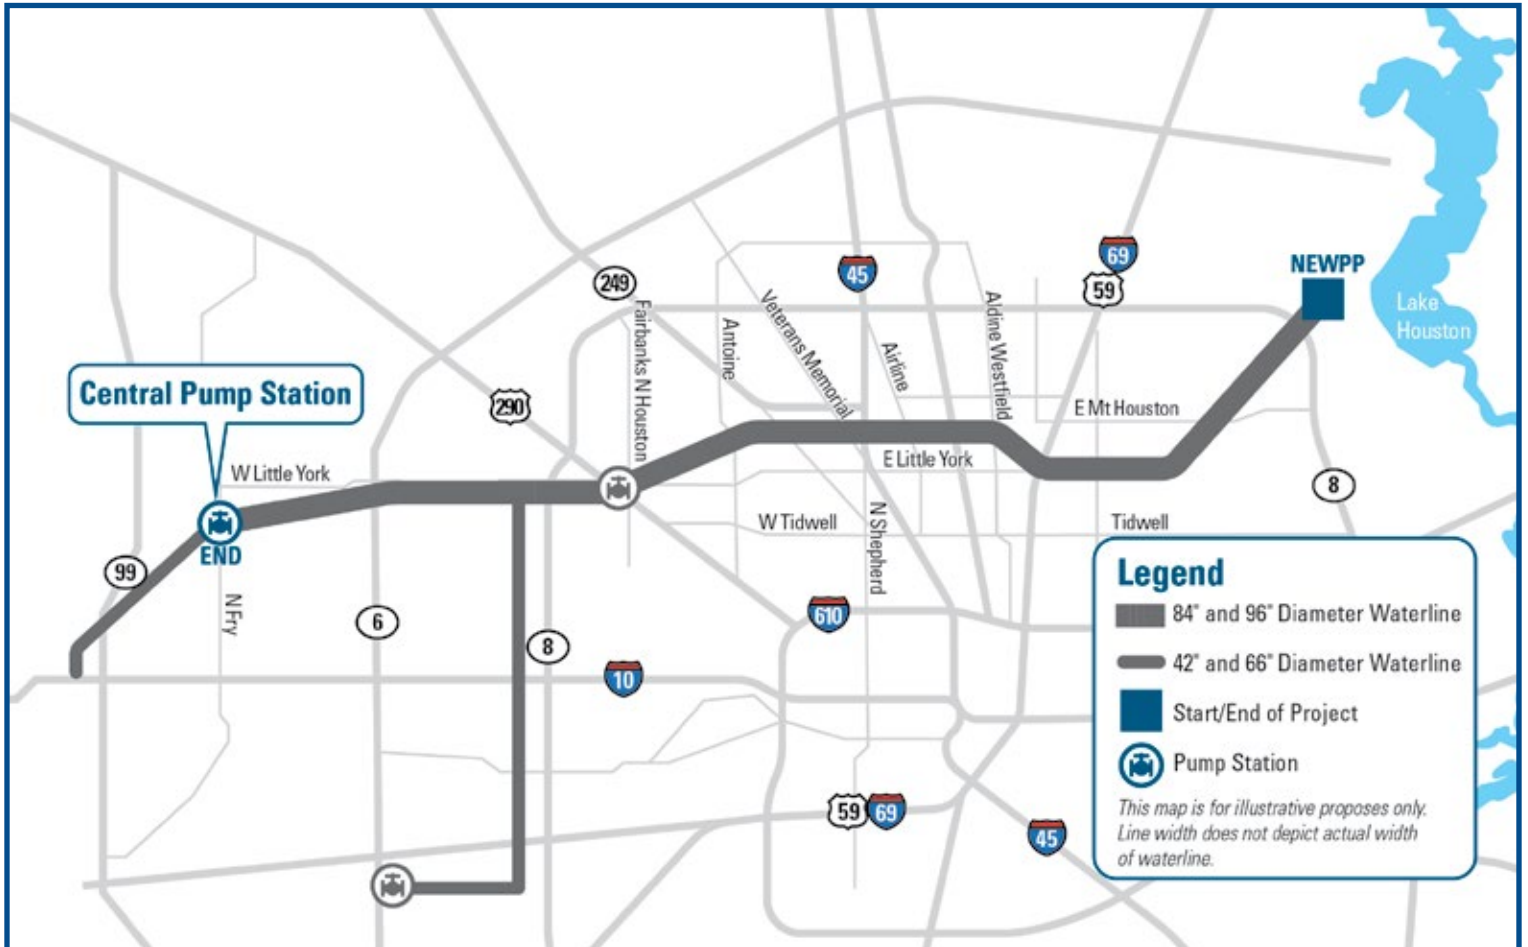 69
NEWPP
45
249
59
Lake
Houston
Fairbanks N Houston
Antoine
Veterans Memorial
Airline
Aldine Westfield
Central Pump Station
290
E Mt Houston
W Little York
E Little York
8
END
N Shepherd
W Tidwell
Tidwell
99
N Fry
6
610
8
10
59
69
45
Legend
84" and 96" Diameter Waterline
42" and 66" Diameter Waterline
Start/End of Project
Pump Station
This map is for illustrative proposes only.
Line width does not depict actual width
of waterline.